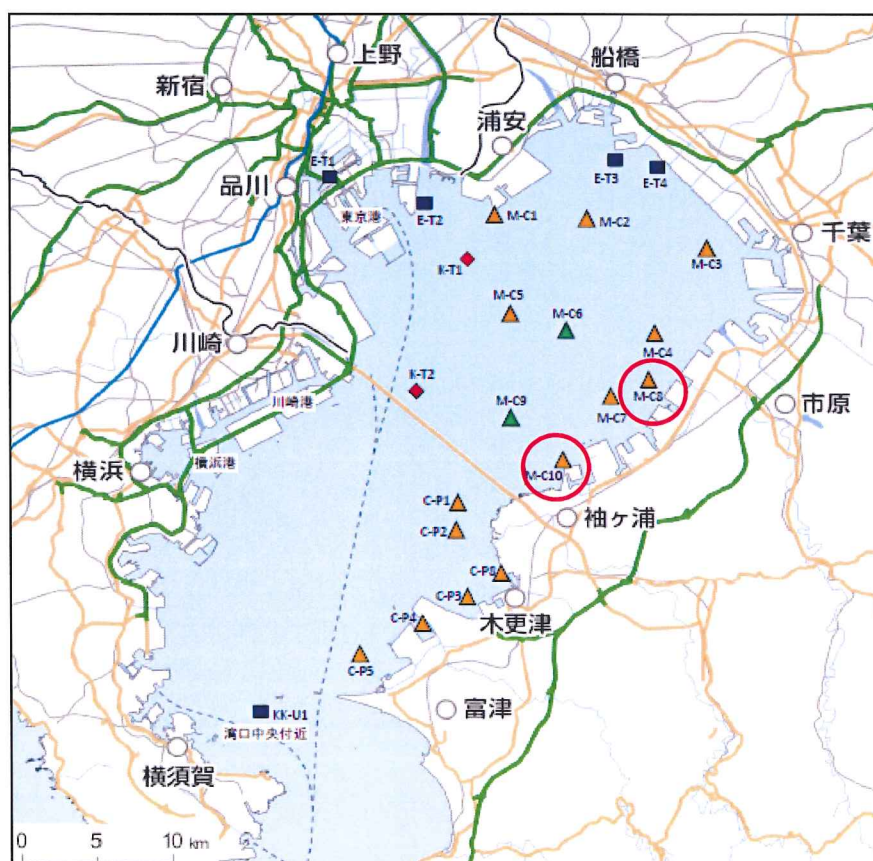 上野
船橋
新宿
浦安
E-T1
E-T3
E-T4
品川
東京港
E-T2
M-C1
M-C2
千葉
M-C3
K-T1
M-C5
M-C6
川崎
M-C4
K-T2
M-C8
川崎港
M-C9
M-C7
市原
横浜港
横浜
M-C10
C-P1
袖ヶ浦
C-P2
C-P8
C-P3
木更津
C-P4
C-P5
KK-U1
富津
湾口中央付近
横須賀
0 5 10 km